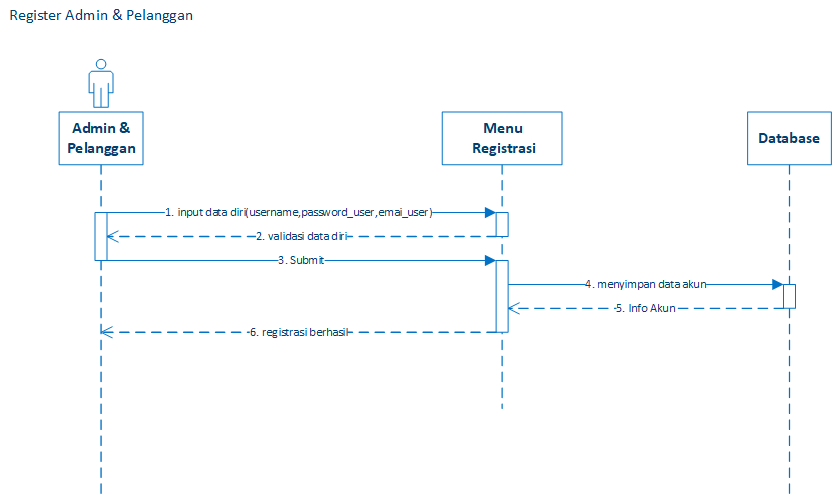 Register Admin & Pelanggan
Admin &
Pelanggan
Menu
Registrasi
Database
1. input data diri(username,password_user,emai_user)
2. validasi data diri
3. Submit
4. menyimpan data akun
5. Info Akun
6. registrasi berhasil